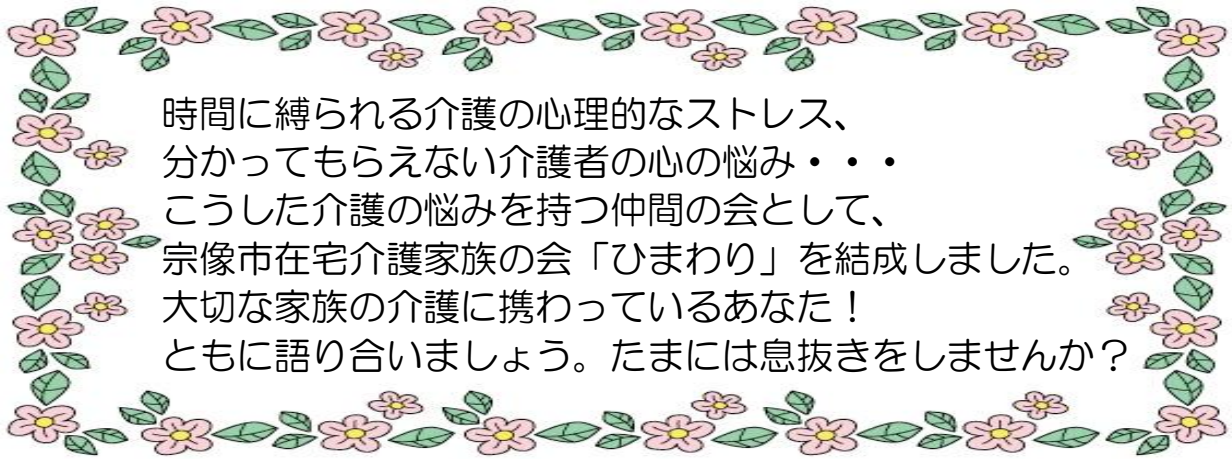 時間に縛られる介護の心理的なストレス、
分かってもらえない介護者の心の悩み・・・
こうした介護の悩みを持つ仲間の会として、
宗像市在宅介護家族の会「ひまわり」を結成しました。
大切な家族の介護に携わっているあなた！
ともに語り合いましょう。たまには息抜きをしませんか？